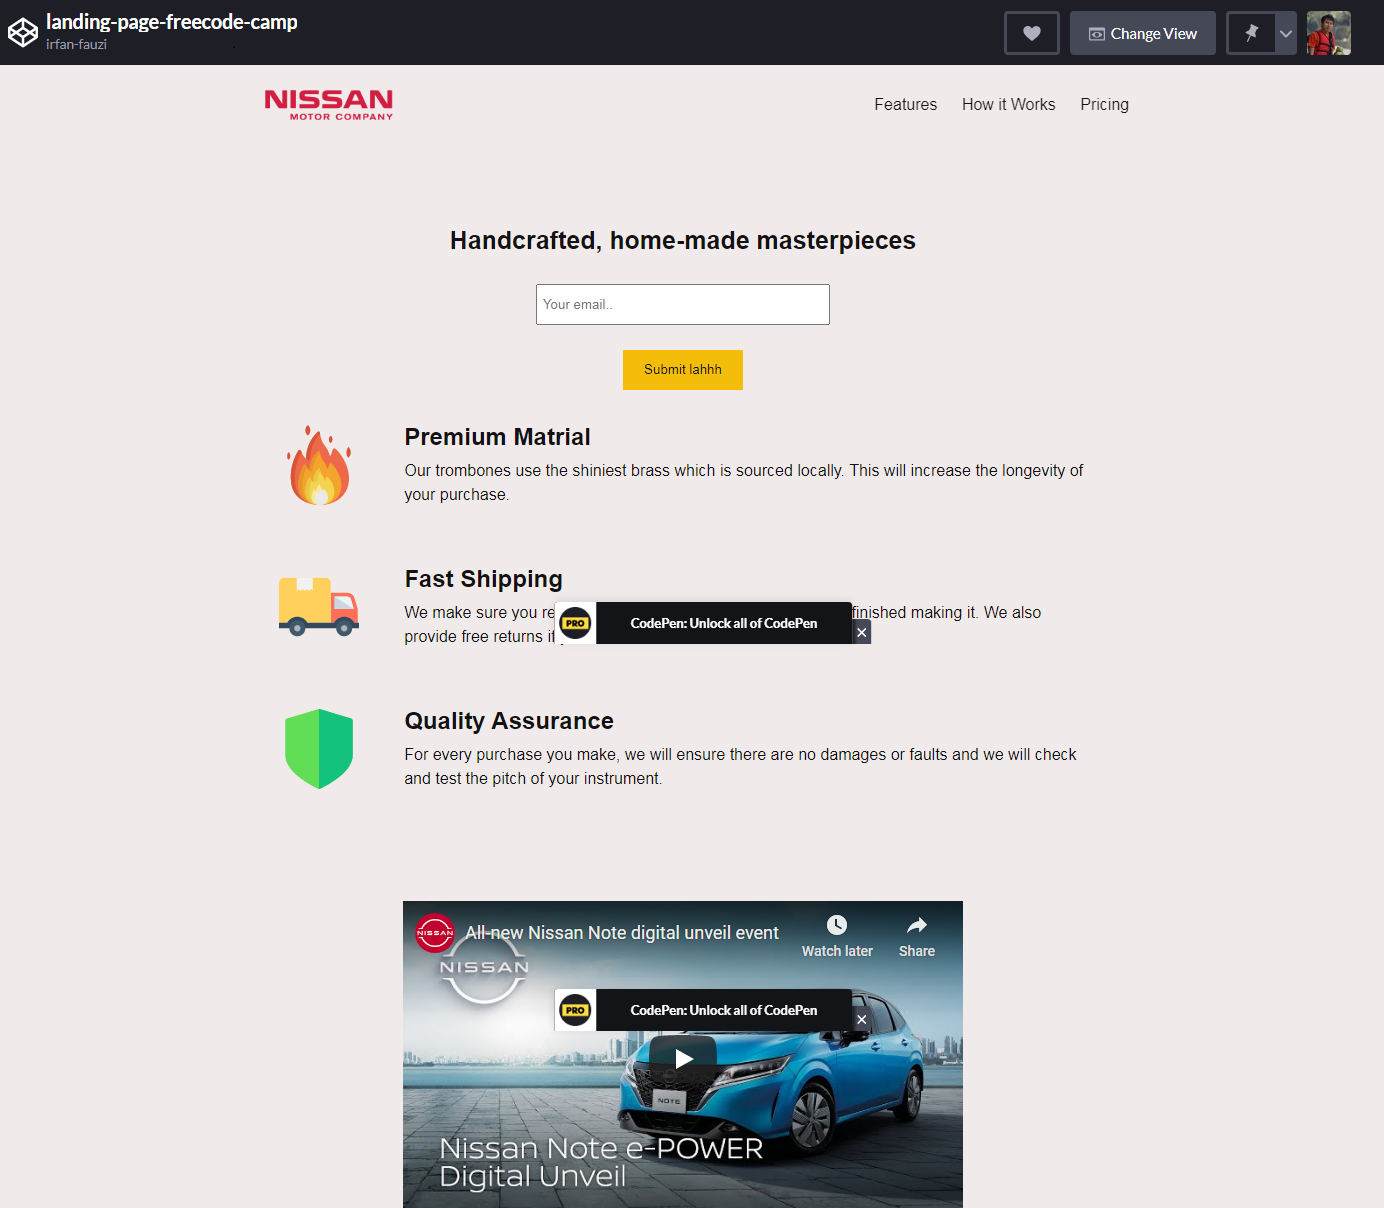 landing-page-freecode-camp
irfan-fauzi
Change View
NISSAN
MOTOR COMPANY
Features How it Works Pricing
Handcrafted, home-made masterpieces
Your email..
Submit lahhh
Premium Matrial
Our trombones use the shiniest brass which is sourced locally. This will increase the longevity of
your purchase.
Fast Shipping
We make sure you re finished making it. We also
provide free returns if
PRO CodePen: Unlock all of CodePen ×
Quality Assurance
For every purchase you make, we will ensure there are no damages or faults and we will check
and test the pitch of your instrument.
NISSAN All-new Nissan Note digital unveil event
Watch later Share
NISSAN
PRO CodePen: Unlock all of CodePen ×
NOTE
Nissan Note e-POWER
Digital Unveil